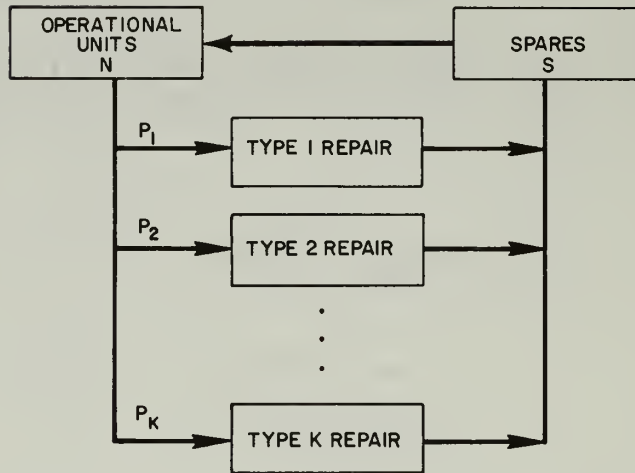 OPERATIONAL
UNITS
N
SPARES
S
P1
TYPE 1 REPAIR
P2
TYPE 2 REPAIR
PK
TYPE K REPAIR